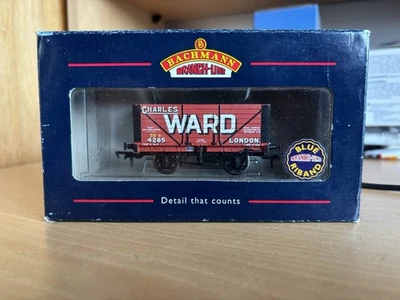 BACHMANN
BRANCH-LINE
CHARLES
WARD
4265
LONDON.
BLUE
RIBAND
Detail that counts